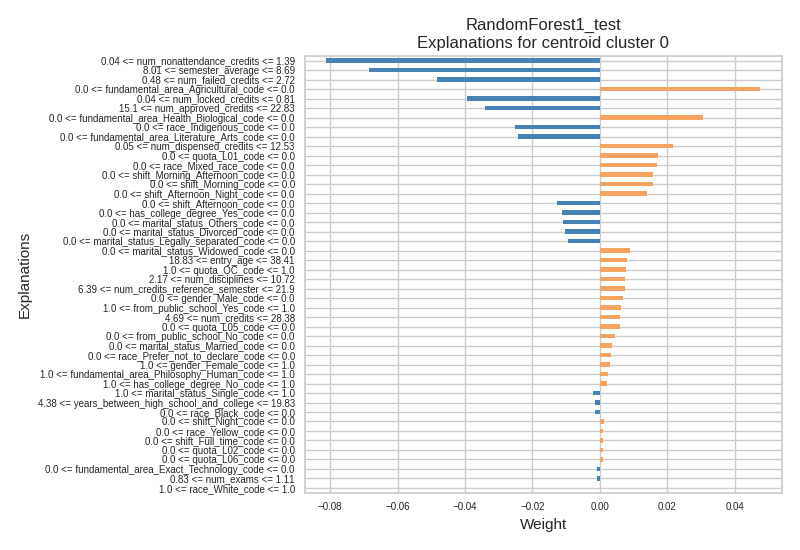 RandomForest1_test
Explanations for centroid cluster 0
0.04 <= num_nonattendance_credits <= 1.39
8.01 <= semester_average <= 8.69
0.48 <= num_failed_credits <= 2.72
0.0 <= fundamental_area_Agricultural_code <= 0.0
0.04 <= num_locked_credits <= 0.81
15.1 <= num_approved_credits <= 22.83
0.0 <= fundamental_area_Health_Biological_code <= 0.0
0.0 <= race_Indigenous_code <= 0.0
0.0 <= fundamental_area_Literature_Arts_code <= 0.0
0.05 <= num_dispensed_credits <= 12.53
0.0 <= quota_L01_code <= 0.0
0.0 <= race_Mixed_race_code <= 0.0
0.0 <= shift_Morning_Afternoon_code <= 0.0
0.0 <= shift_Morning_code <= 0.0
0.0 <= shift_Afternoon_Night_code <= 0.0
0.0 <= shift_Afternoon_code <= 0.0
0.0 <= has_college_degree_Yes_code <= 0.0
0.0 <= marital_status_Others_code <= 0.0
0.0 <= marital_status_Divorced_code <= 0.0
0.0 <= marital_status_Legally_separated_code <= 0.0
0.0 <= marital_status_Widowed_code <= 0.0
18.83 <= entry_age <= 38.41
1.0 <= quota_OC_code <= 1.0
2.17 <= num_disciplines <= 10.72
6.39 <= num_credits_reference_semester <= 21.9
0.0 <= gender_Male_code <= 0.0
1.0 <= from_public_school_Yes_code <= 1.0
4.69 <= num_credits <= 28.38
0.0 <= quota_L05_code <= 0.0
0.0 <= from_public_school_No_code <= 0.0
0.0 <= marital_status_Married_code <= 0.0
0.0 <= race_Prefer_not_to_declare_code <= 0.0
1.0 <= gender_Female_code <= 1.0
1.0 <= fundamental_area_Philosophy_Human_code <= 1.0
1.0 <= has_college_degree_No_code <= 1.0
1.0 <= marital_status_Single_code <= 1.0
4.38 <= years_between_high_school_and_college <= 19.83
0.0 <= race_Black_code <= 0.0
0.0 <= shift_Night_code <= 0.0
0.0 <= race_Yellow_code <= 0.0
0.0 <= shift_Full_time_code <= 0.0
0.0 <= quota_L02_code <= 0.0
0.0 <= quota_L06_code <= 0.0
0.0 <= fundamental_area_Exact_Technology_code <= 0.0
0.83 <= num_exams <= 1.11
1.0 <= race_White_code <= 1.0
Explanations
−0.08 −0.06 −0.04 −0.02 0.00 0.02 0.04
Weight